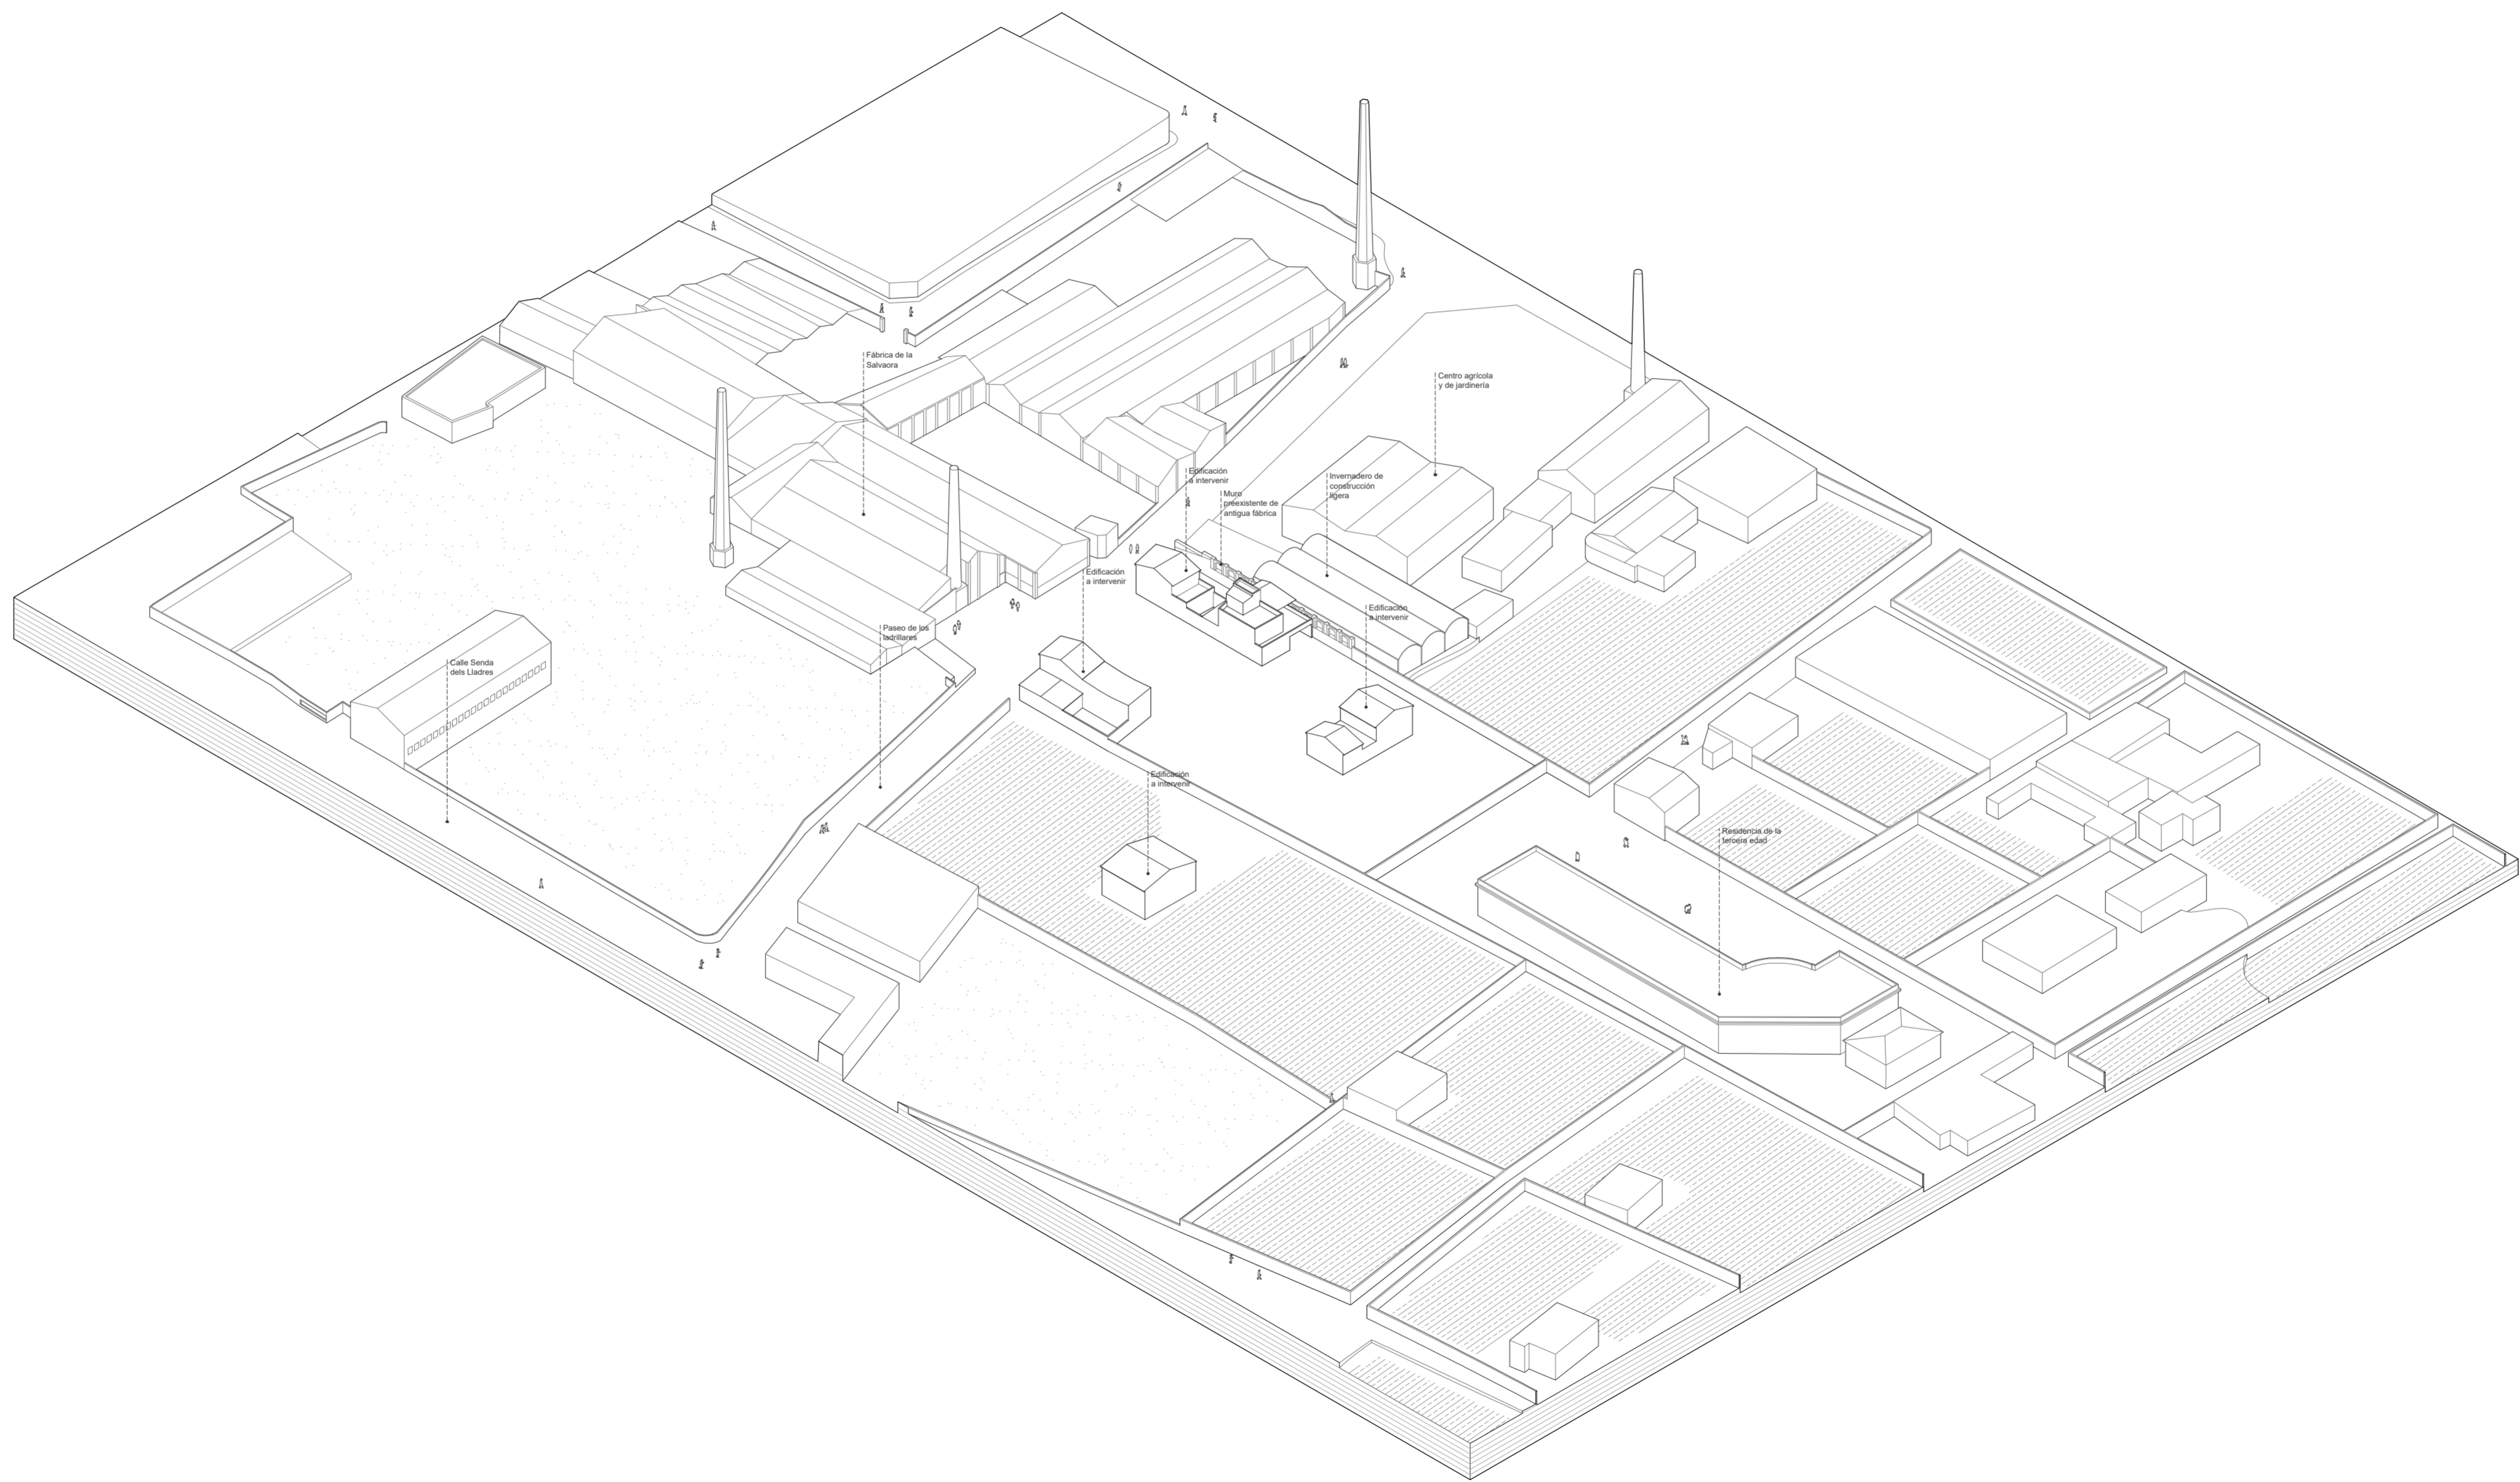 Fábrica de la
Salvaora
Centro agrícola
y de jardinería
Edificación
a intervenir
Invernadero de
construcción
ligera
Muro
preexistente de
antigua fábrica
Edificación
a intervenir
Edificación
a intervenir
Paseo de los
ladrillares
Calle Senda
dels Lladres
Edificación
a intervenir
Residencia de la
tercera edad